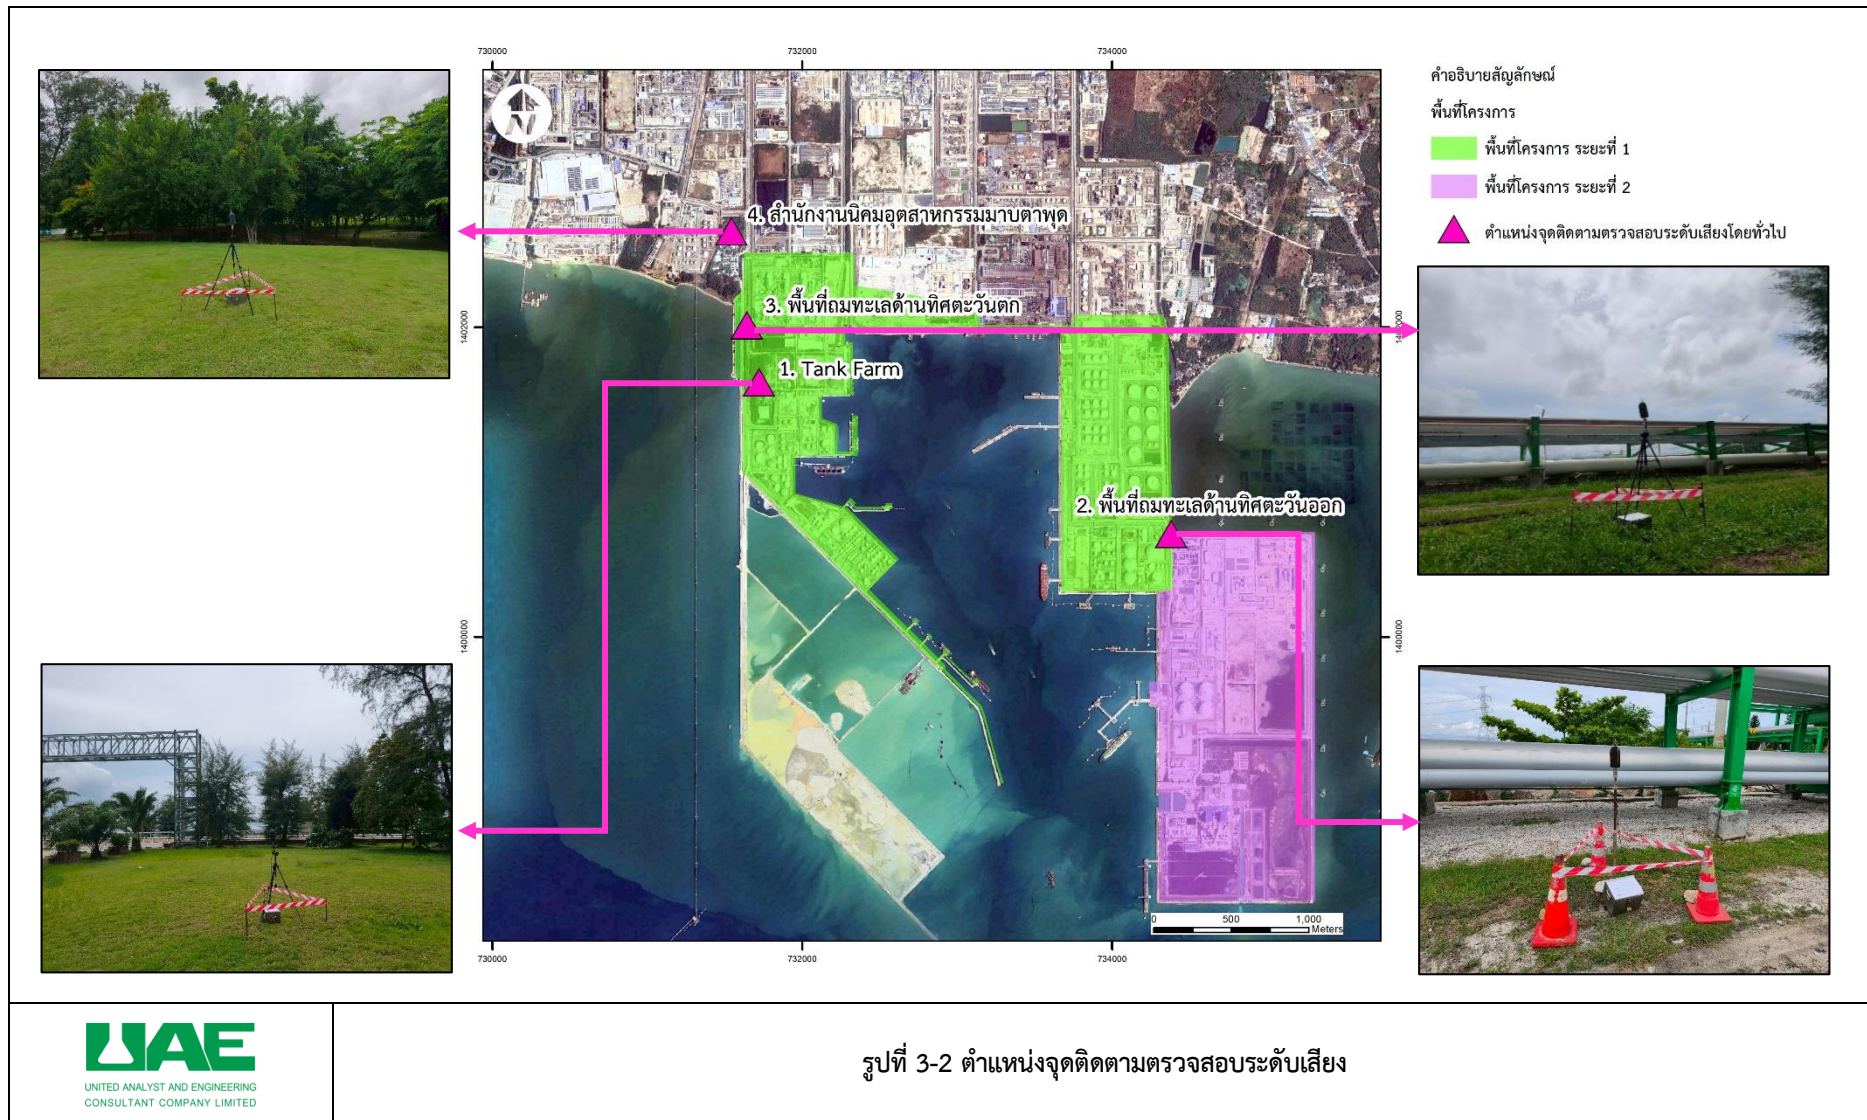 730000
732000
734000
คำอธิบายสัญลักษณ์
พื้นที่โครงการ
พื้นที่โครงการ ระยะที่ 1
พื้นที่โครงการ ระยะที่ 2
ตำแหน่งจุดติดตามตรวจสอบระดับเสียงโดยทั่วไป
N
4. สำนักงานนิคมอุตสาหกรรมมาบตาพุด
3. พื้นที่ถมทะเลด้านทิศตะวันตก
1402000
1402000
1. Tank Farm
2. พื้นที่ถมทะเลด้านทิศตะวันออก
1400000
1400000
0 500 1,000
Meters
730000
732000
734000
UAE
UNITED ANALYST AND ENGINEERING
CONSULTANT COMPANY LIMITED
รูปที่ 3-2 ตำแหน่งจุดติดตามตรวจสอบระดับเสียง